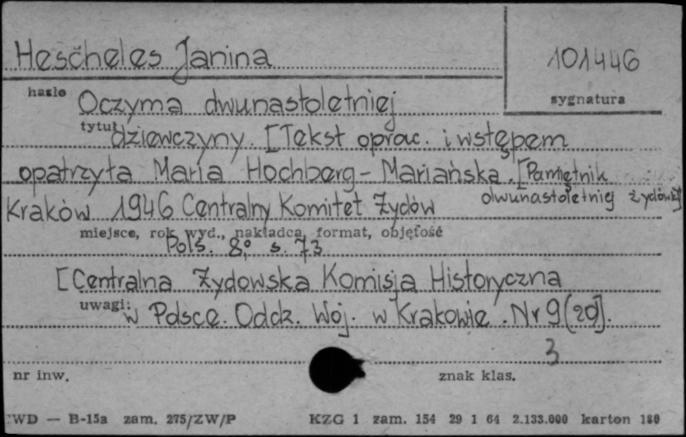 Hescheles Janina
101446
hasło
sygnatura
Oczyma dwunastoletniej
tytuł
dziewczyny. [Tekst oprac. i wstępem
opatrzyła Maria Hochberg-Mariańska. [Pamiętnik
dwunastoletniej żydówki]
Kraków 1946 Centralny Komitet Żydów
miejsce, rok wyd., nakładca, format, objętość
Pols. 8° s. 73
[Centralna Żydowska Komisja Historyczna
uwagi:
w Polsce. Oddz. Woj. w Krakowie. Nr 9 (20)].
3
nr inw.
znak klas.
WD — B-15a zam. 275/ZW/P KZG 1 zam. 154 29 1 64 2.133.000 karton 180